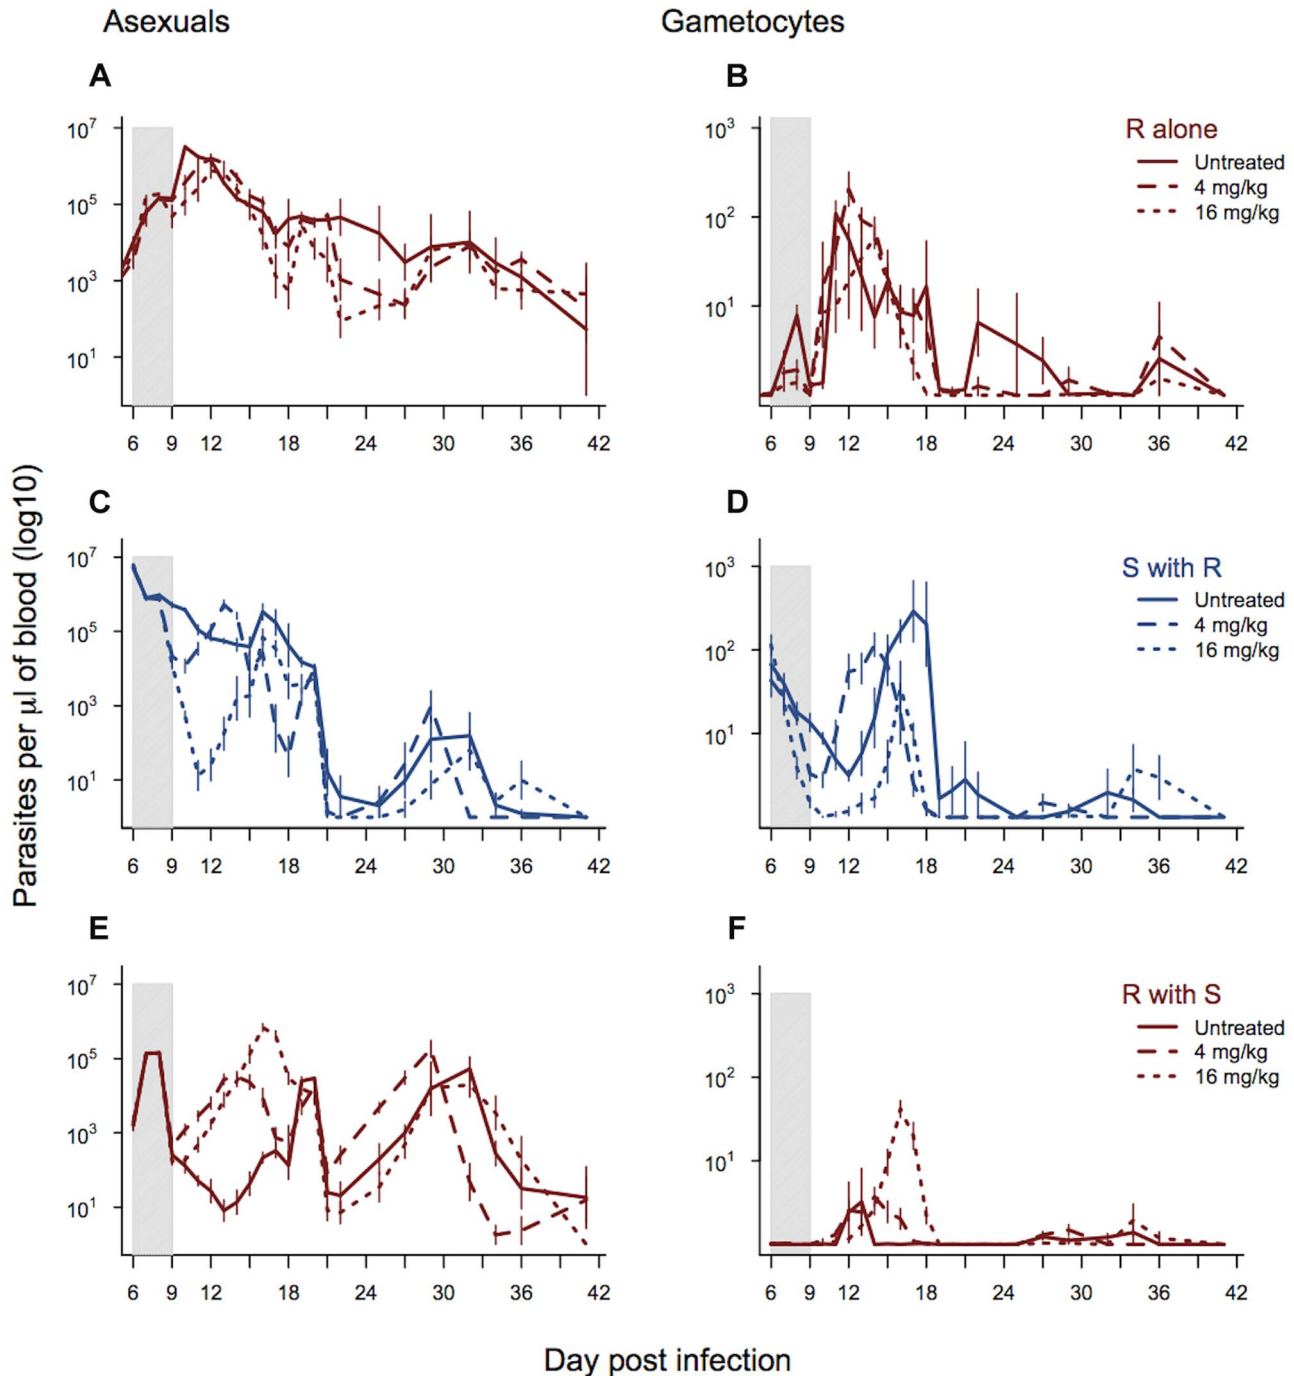 Asexuals
Gametocytes
Parasites per μl of blood (log10)
A
10^7
10^5
10^3
10^1
6 9 12 18 24 30 36 42
B
R alone
Untreated
4 mg/kg
16 mg/kg
10^3
10^2
10^1
6 9 12 18 24 30 36 42
C
10^7
10^5
10^3
10^1
6 9 12 18 24 30 36 42
D
S with R
Untreated
4 mg/kg
16 mg/kg
10^3
10^2
10^1
6 9 12 18 24 30 36 42
E
10^7
10^5
10^3
10^1
6 9 12 18 24 30 36 42
F
R with S
Untreated
4 mg/kg
16 mg/kg
10^3
10^2
10^1
6 9 12 18 24 30 36 42
Day post infection